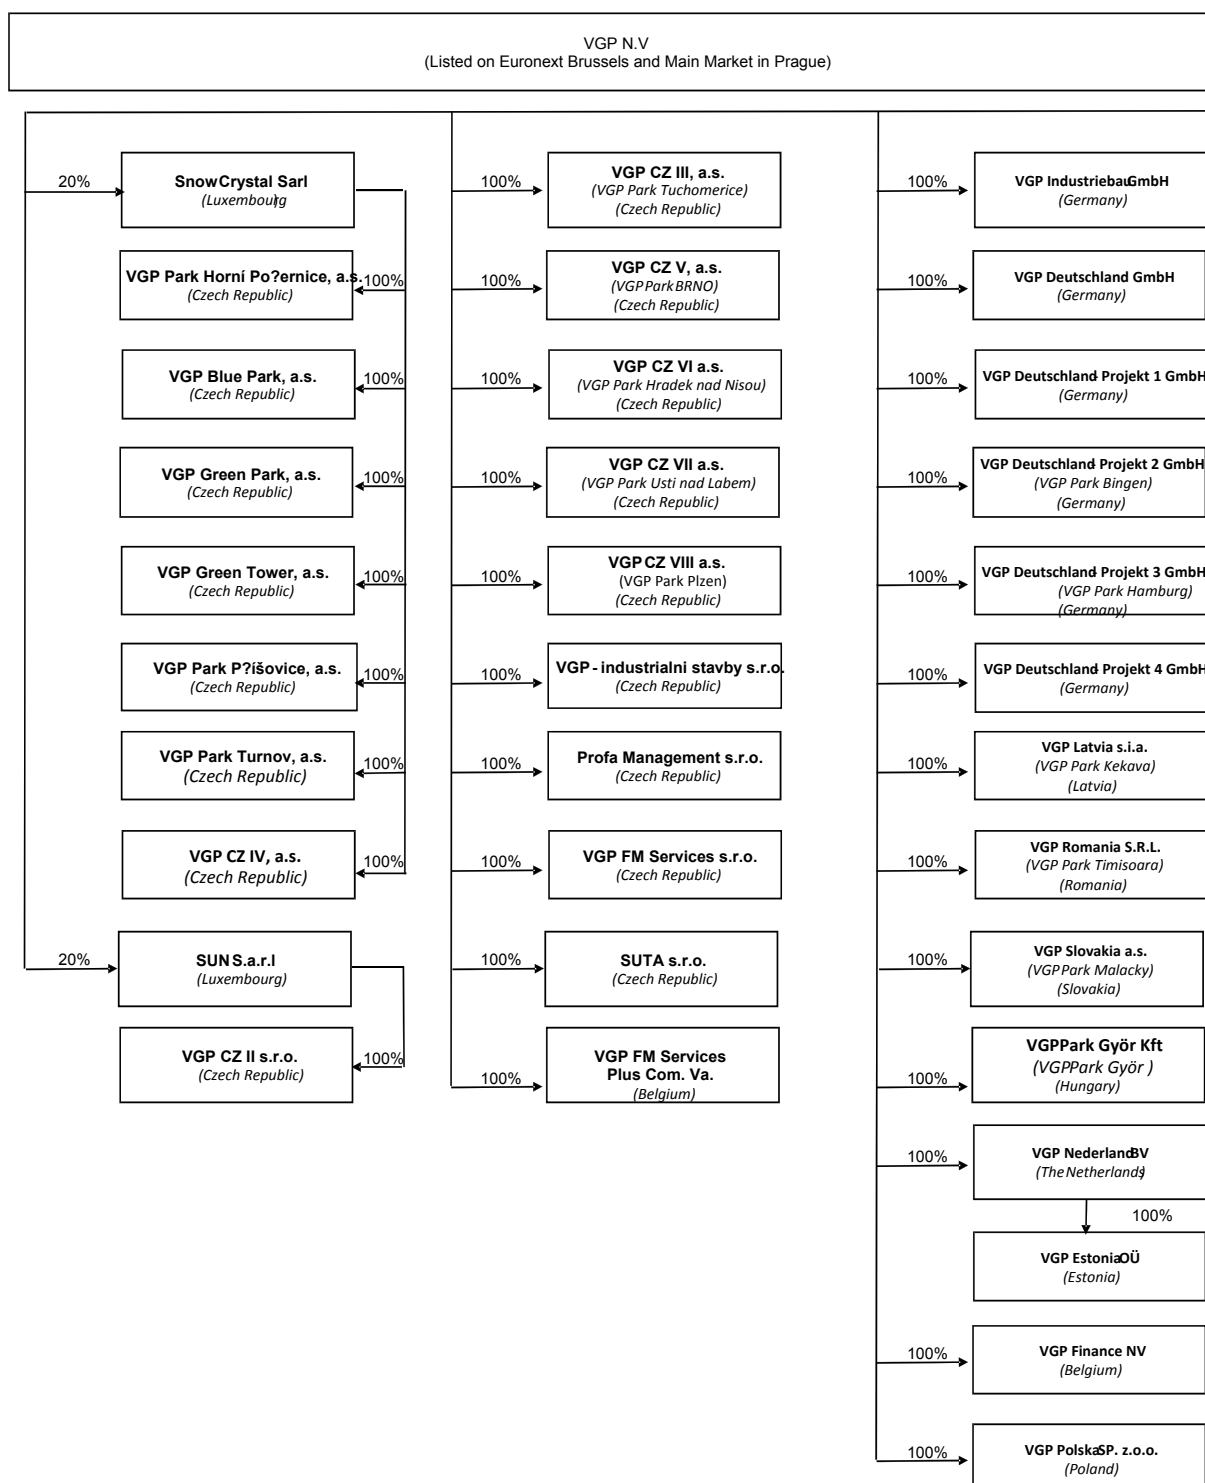 VGP N.V
(Listed on Euronext Brussels and Main Market in Prague)
20%
SnowCrystal Sarl
(Luxembourg)
VGP Park Horní Po?ernice, a.s.
(Czech Republic)
100%
VGP Blue Park, a.s.
(Czech Republic)
100%
VGP Green Park, a.s.
(Czech Republic)
100%
VGP Green Tower, a.s.
(Czech Republic)
100%
VGP Park P?íšovice, a.s.
(Czech Republic)
100%
VGP Park Turnov, a.s.
(Czech Republic)
100%
VGP CZ IV, a.s.
(Czech Republic)
100%
20%
SUN S.a.r.l
(Luxembourg)
VGP CZ II s.r.o.
(Czech Republic)
100%
100%
VGP CZ III, a.s.
(VGP Park Tuchomerice)
(Czech Republic)
100%
VGP CZ V, a.s.
(VGP Park BRNO)
(Czech Republic)
100%
VGP CZ VI a.s.
(VGP Park Hradek nad Nisou)
(Czech Republic)
100%
VGP CZ VII a.s.
(VGP Park Usti nad Labem)
(Czech Republic)
100%
VGP CZ VIII a.s.
(VGP Park Plzen)
(Czech Republic)
100%
VGP - industrialni stavby s.r.o.
(Czech Republic)
100%
Profa Management s.r.o.
(Czech Republic)
100%
VGP FM Services s.r.o.
(Czech Republic)
100%
SUTA s.r.o.
(Czech Republic)
100%
VGP FM Services
Plus Com. Va.
(Belgium)
100%
VGP Industriebau GmbH
(Germany)
100%
VGP Deutschland GmbH
(Germany)
100%
VGP Deutschland - Projekt 1 GmbH
(Germany)
100%
VGP Deutschland - Projekt 2 GmbH
(VGP Park Bingen)
(Germany)
100%
VGP Deutschland - Projekt 3 GmbH
(VGP Park Hamburg)
(Germany)
100%
VGP Deutschland - Projekt 4 GmbH
(Germany)
100%
VGP Latvia s.i.a.
(VGP Park Kekava)
(Latvia)
100%
VGP Romania S.R.L.
(VGP Park Timisoara)
(Romania)
100%
VGP Slovakia a.s.
(VGP Park Malacky)
(Slovakia)
100%
VGP Park Györ Kft
(VGP Park Györ )
(Hungary)
100%
VGP Nederland BV
(The Netherlands)
100%
VGP Estonia OÜ
(Estonia)
100%
VGP Finance NV
(Belgium)
100%
VGP Polska SP. z.o.o.
(Poland)